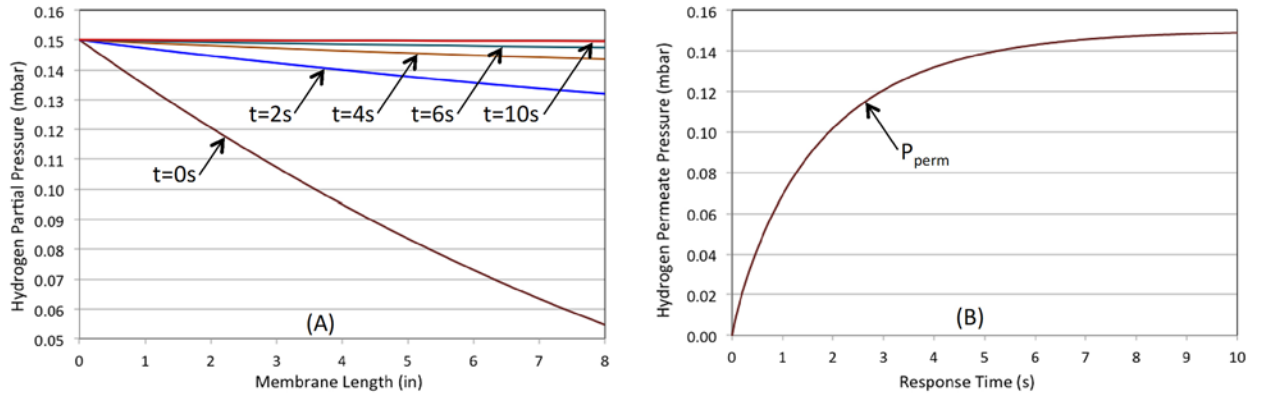 Hydrogen Partial Pressure (mbar)
0.16
0.15
0.14
0.13
0.12
0.11
0.10
0.09
0.08
0.07
0.06
0.05
t=2s t=4s t=6s t=10s
t=0s
(A)
0 1 2 3 4 5 6 7 8
Membrane Length (in)
Hydrogen Permeate Pressure (mbar)
0.16
0.14
0.12
0.10
0.08
0.06
0.04
0.02
0.00
Pperm
(B)
0 1 2 3 4 5 6 7 8 9 10
Response Time (s)